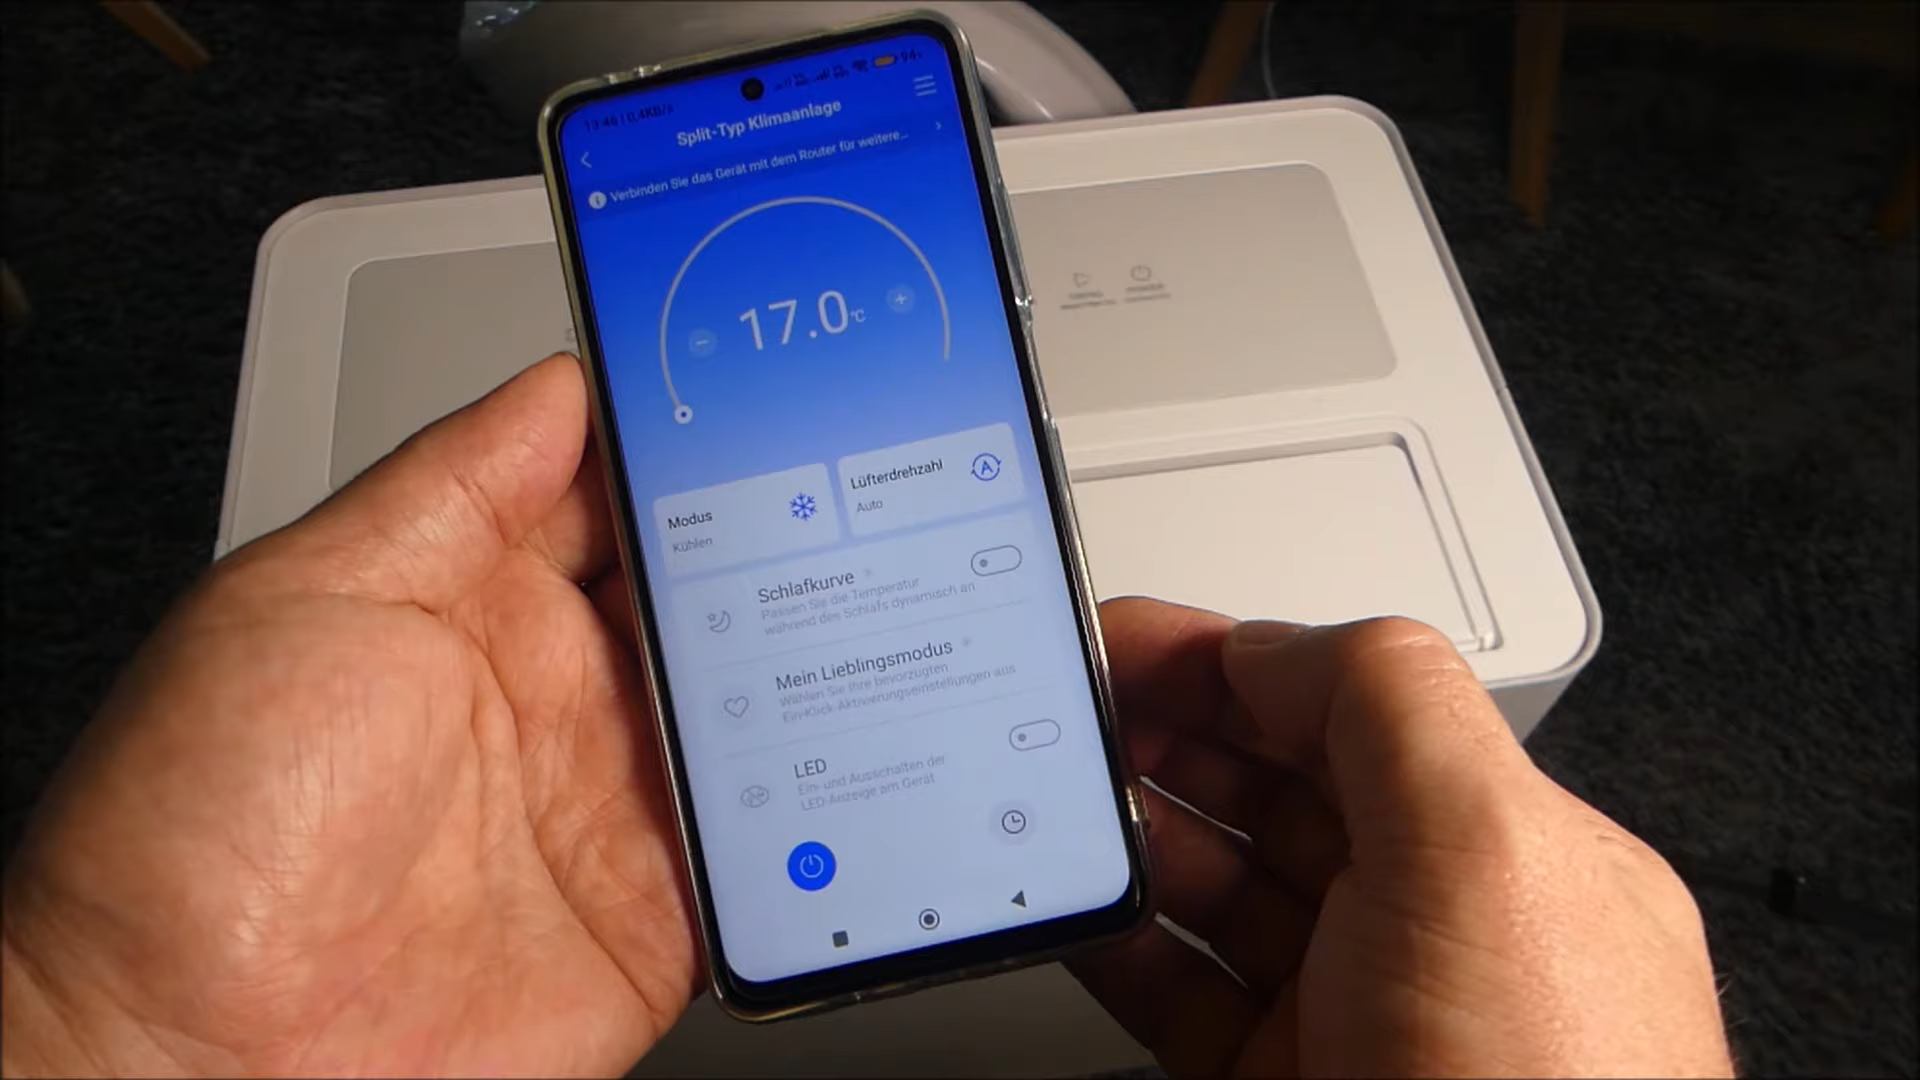 13:46 | 0,4KB/s
94
Split-Typ Klimaanlage
Verbinden Sie das Gerät mit dem Router für weitere...
17.0°C
Modus
Kühlen
Lüfterdrehzahl
Auto
Schlafkurve
Passen Sie die Temperatur
während des Schlafs dynamisch an
Mein Lieblingsmodus
Wählen Sie Ihre bevorzugten
Ein-Klick-Aktivierungseinstellungen aus
LED
Ein- und Ausschalten der
LED-Anzeige am Gerät